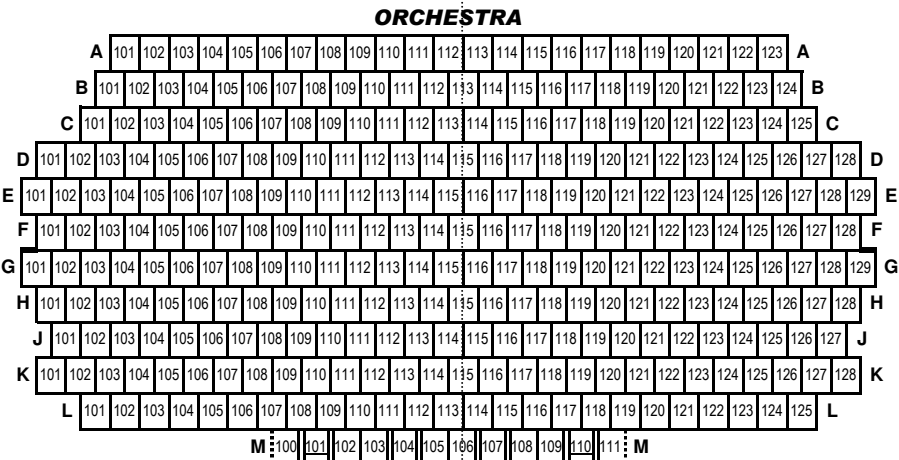 ORCHESTRA
A 101 102 103 104 105 106 107 108 109 110 111 112 113 114 115 116 117 118 119 120 121 122 123 A
B 101 102 103 104 105 106 107 108 109 110 111 112 113 114 115 116 117 118 119 120 121 122 123 124 B
C 101 102 103 104 105 106 107 108 109 110 111 112 113 114 115 116 117 118 119 120 121 122 123 124 125 C
D 101 102 103 104 105 106 107 108 109 110 111 112 113 114 115 116 117 118 119 120 121 122 123 124 125 126 127 128 D
E 101 102 103 104 105 106 107 108 109 110 111 112 113 114 115 116 117 118 119 120 121 122 123 124 125 126 127 128 129 E
F 101 102 103 104 105 106 107 108 109 110 111 112 113 114 115 116 117 118 119 120 121 122 123 124 125 126 127 128 F
G 101 102 103 104 105 106 107 108 109 110 111 112 113 114 115 116 117 118 119 120 121 122 123 124 125 126 127 128 129 G
H 101 102 103 104 105 106 107 108 109 110 111 112 113 114 115 116 117 118 119 120 121 122 123 124 125 126 127 128 H
J 101 102 103 104 105 106 107 108 109 110 111 112 113 114 115 116 117 118 119 120 121 122 123 124 125 126 127 J
K 101 102 103 104 105 106 107 108 109 110 111 112 113 114 115 116 117 118 119 120 121 122 123 124 125 126 127 128 K
L 101 102 103 104 105 106 107 108 109 110 111 112 113 114 115 116 117 118 119 120 121 122 123 124 125 L
M 100 101 102 103 104 105 106 107 108 109 110 111 M